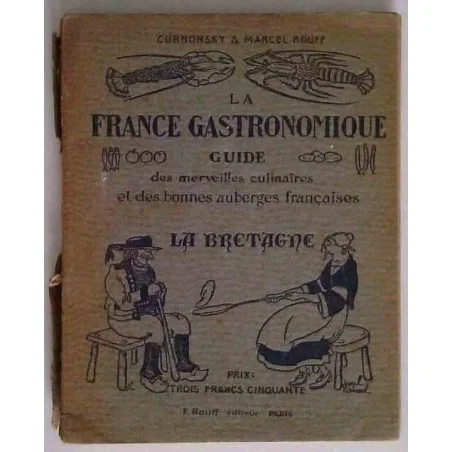 CURNONSKY & MARCEL ROUFF
LA
FRANCE GASTRONOMIQUE
GUIDE
des merveilles culinaires
et des bonnes auberges françaises
LA BRETAGNE
PRIX:
TROIS FRANCS CINQUANTE
F. Rouff éditeur PARIS